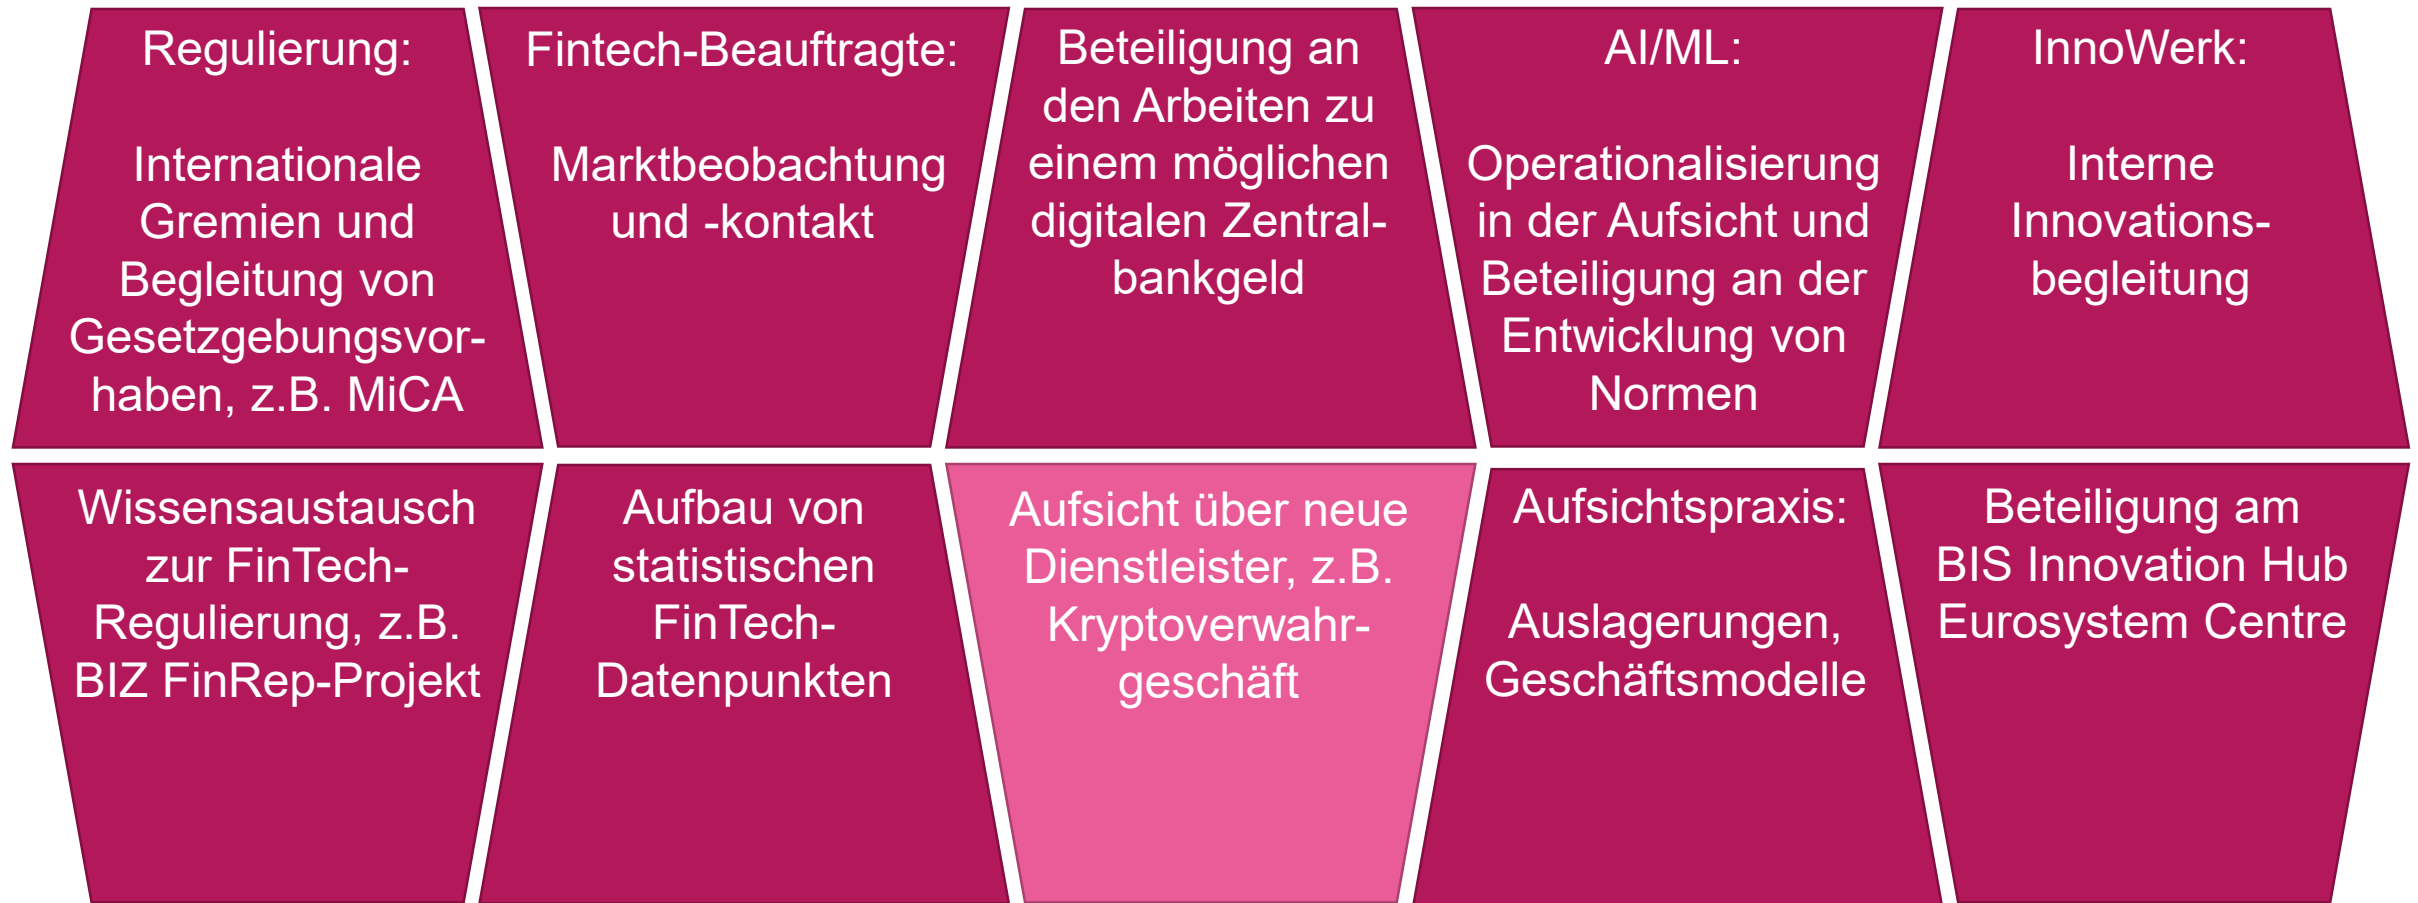 Regulierung:
Internationale
Gremien und
Begleitung von
Gesetzgebungsvor-
haben, z.B. MiCA
Fintech-Beauftragte:
Marktbeobachtung
und -kontakt
Beteiligung an
den Arbeiten zu
einem möglichen
digitalen Zentral-
bankgeld
AI/ML:
Operationalisierung
in der Aufsicht und
Beteiligung an der
Entwicklung von
Normen
InnoWerk:
Interne
Innovations-
begleitung
Wissensaustausch
zur FinTech-
Regulierung, z.B.
BIZ FinRep-Projekt
Aufbau von
statistischen
FinTech-
Datenpunkten
Aufsicht über neue
Dienstleister, z.B.
Kryptoverwahr-
geschäft
Aufsichtspraxis:
Auslagerungen,
Geschäftsmodelle
Beteiligung am
BIS Innovation Hub
Eurosystem Centre